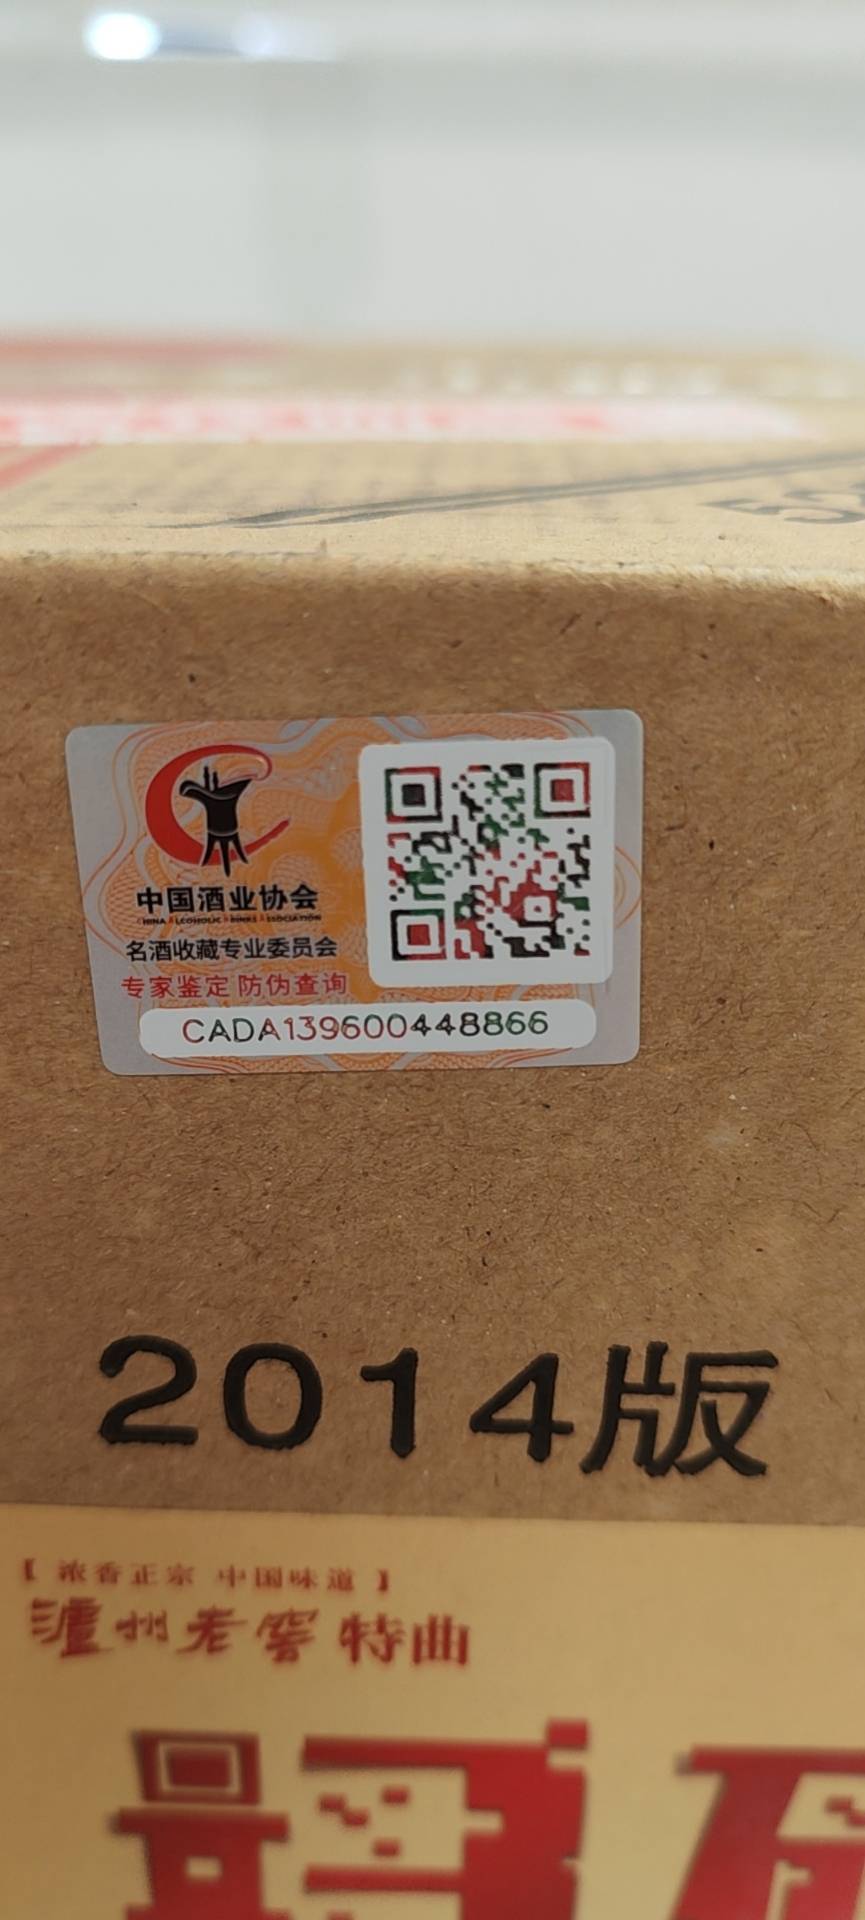 中国酒业协会
CHINA ALCOHOLIC DRINKS ASSOCIATION
名酒收藏专业委员会
专家鉴定 防伪查询
CADA139600448866
2014版
【 浓香正宗 中国味道 】
泸州老窖特曲